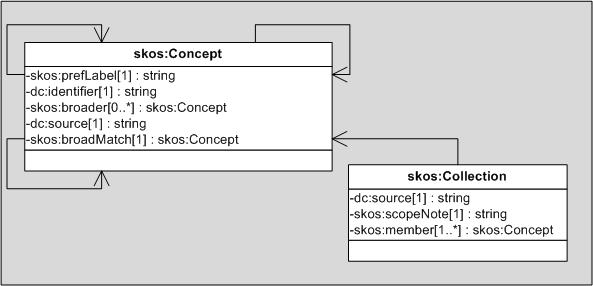 skos:Concept
-skos:prefLabel[1] : string
-dc:identifier[1] : string
-skos:broader[0..*] : skos:Concept
-dc:source[1] : string
-skos:broadMatch[1] : skos:Concept
skos:Collection
-dc:source[1] : string
-skos:scopeNote[1] : string
-skos:member[1..*] : skos:Concept